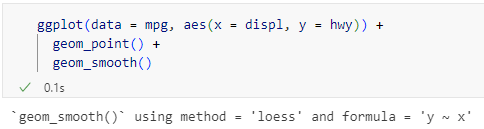 ggplot(data = mpg, aes(x = displ, y = hwy)) +
  geom_point() +
  geom_smooth()
0.1s
`geom_smooth()` using method = 'loess' and formula = 'y ~ x'